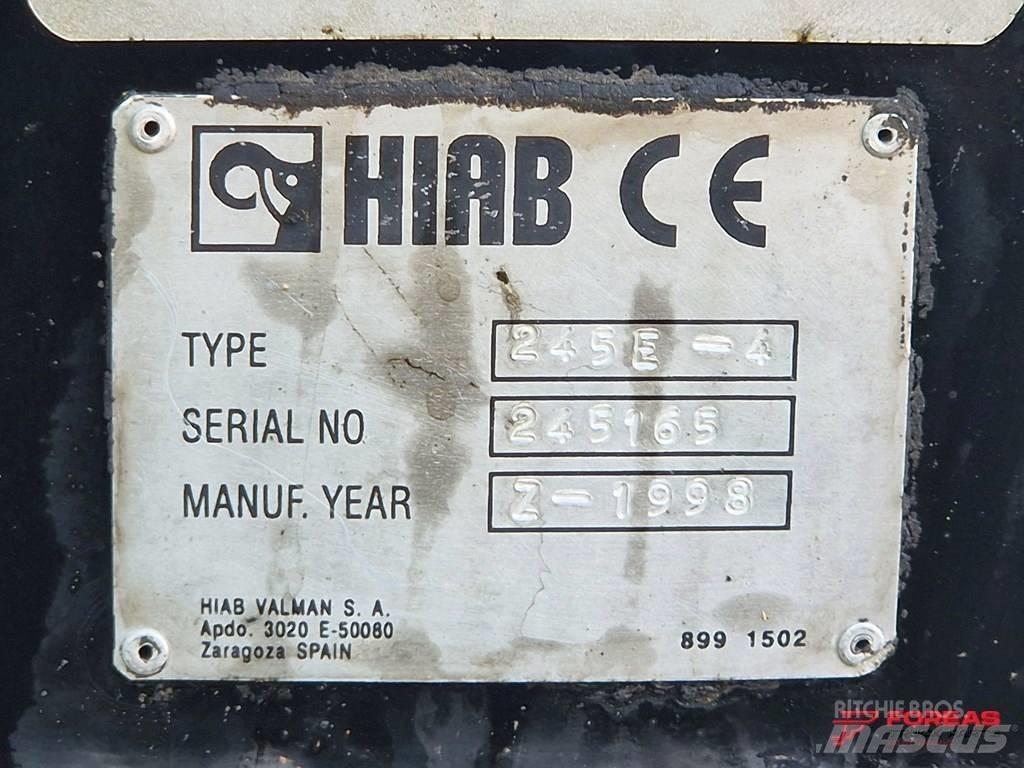 HIAB CE
TYPE 245E-4
SERIAL NO 245165
MANUF. YEAR Z-1998
HIAB VALMAN S. A.
Apdo. 3020 E-50080
Zaragoza SPAIN
899 1502
RITCHIE BROS
FOREAS
MASCUS